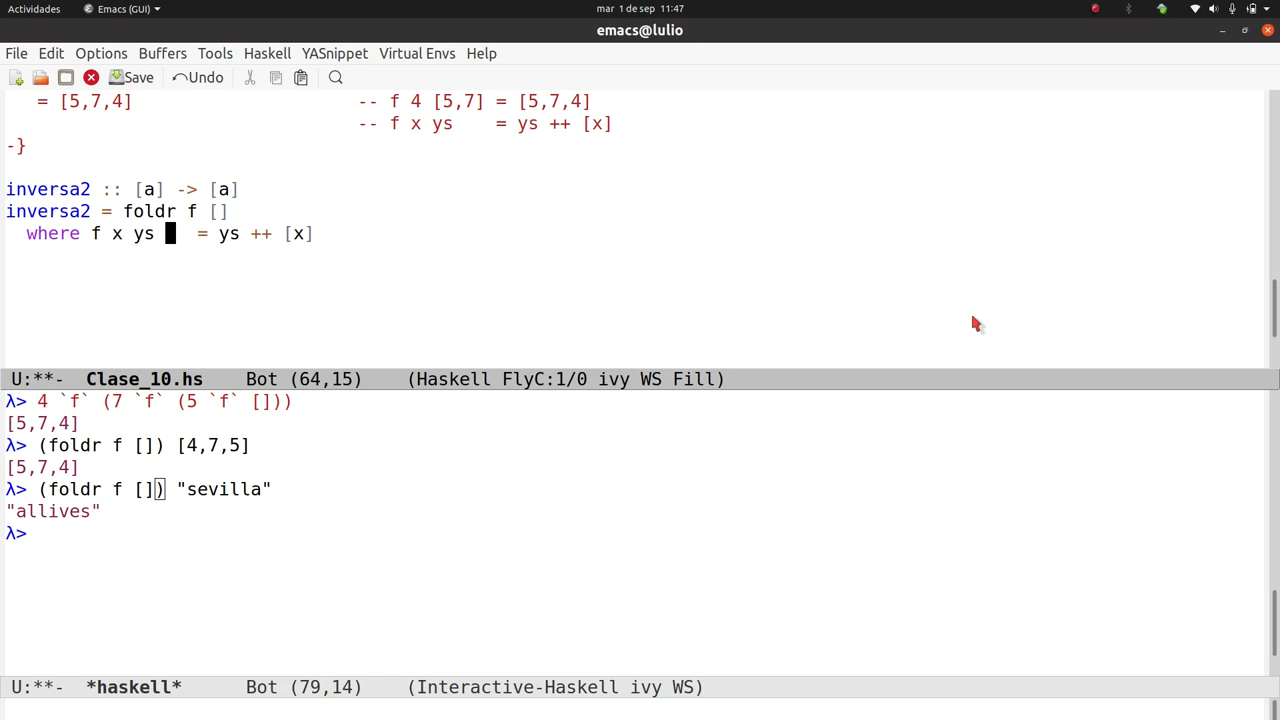 Actividades Emacs (GUI) mar 1 de sep 11:47
emacs@lulio
File Edit Options Buffers Tools Haskell YASnippet Virtual Envs Help
Save Undo
= [5,7,4] -- f 4 [5,7] = [5,7,4]
-- f x ys = ys ++ [x]
-}
inversa2 :: [a] -> [a]
inversa2 = foldr f []
where f x ys = ys ++ [x]
U:**- Clase_10.hs Bot (64,15) (Haskell FlyC:1/0 ivy WS Fill)
λ> 4 `f` (7 `f` (5 `f` []))
[5,7,4]
λ> (foldr f []) [4,7,5]
[5,7,4]
λ> (foldr f []) "sevilla"
"allives"
λ>
U:**- *haskell* Bot (79,14) (Interactive-Haskell ivy WS)